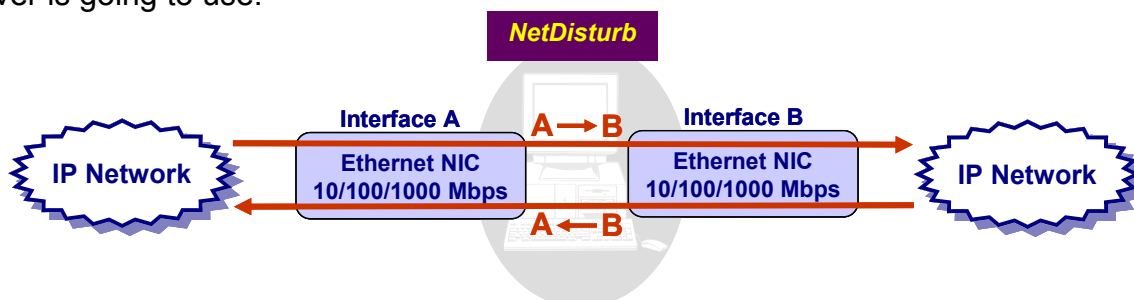 ver is going to use.
NetDisturb
Interface A
A → B
Interface B
IP Network
Ethernet NIC
10/100/1000 Mbps
Ethernet NIC
10/100/1000 Mbps
IP Network
A ← B